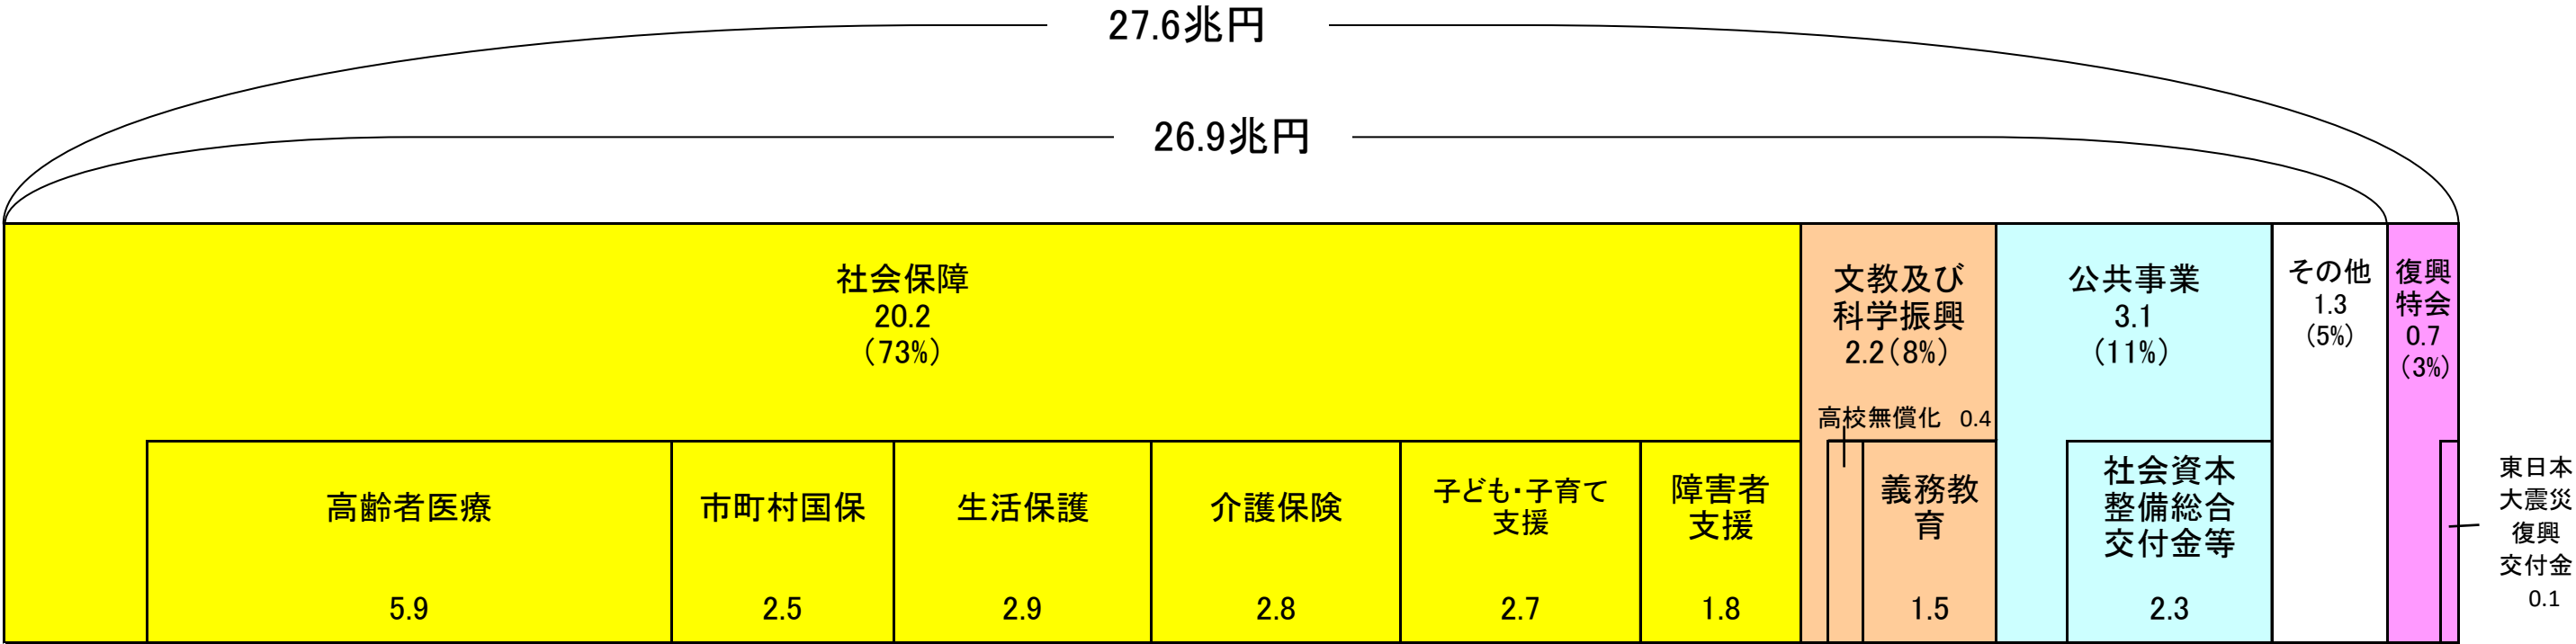 27.6兆円
26.9兆円
社会保障
20.2
(73%)
文教及び
科学振興
2.2(8%)
公共事業
3.1
(11%)
その他
1.3
(5%)
復興
特会
0.7
(3%)
高校無償化 0.4
高齢者医療
5.9
市町村国保
2.5
生活保護
2.9
介護保険
2.8
子ども・子育て
支援
2.7
障害者
支援
1.8
義務教
育
1.5
社会資本
整備総合
交付金等
2.3
東日本
大震災
復興
交付金
0.1